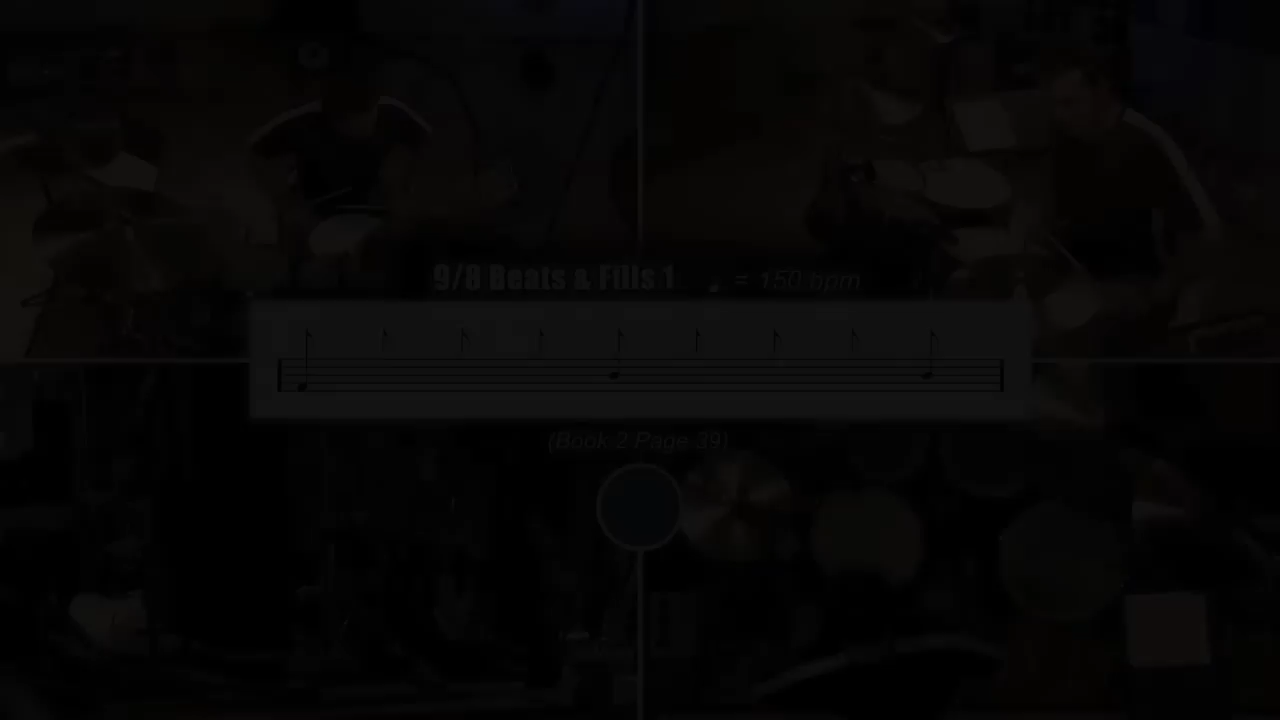 9/8 Beats & Fills 1 ♩. = 150 bpm
(Book 2 Page 39)